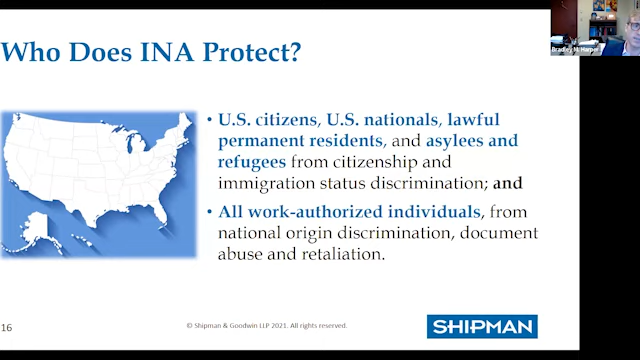 Who Does INA Protect?
Bradley M. Harper
• U.S. citizens, U.S. nationals, lawful
permanent residents, and asylees and
refugees from citizenship and
immigration status discrimination; and
• All work-authorized individuals, from
national origin discrimination, document
abuse and retaliation.
16
© Shipman & Goodwin LLP 2021. All rights reserved.
SHIPMAN